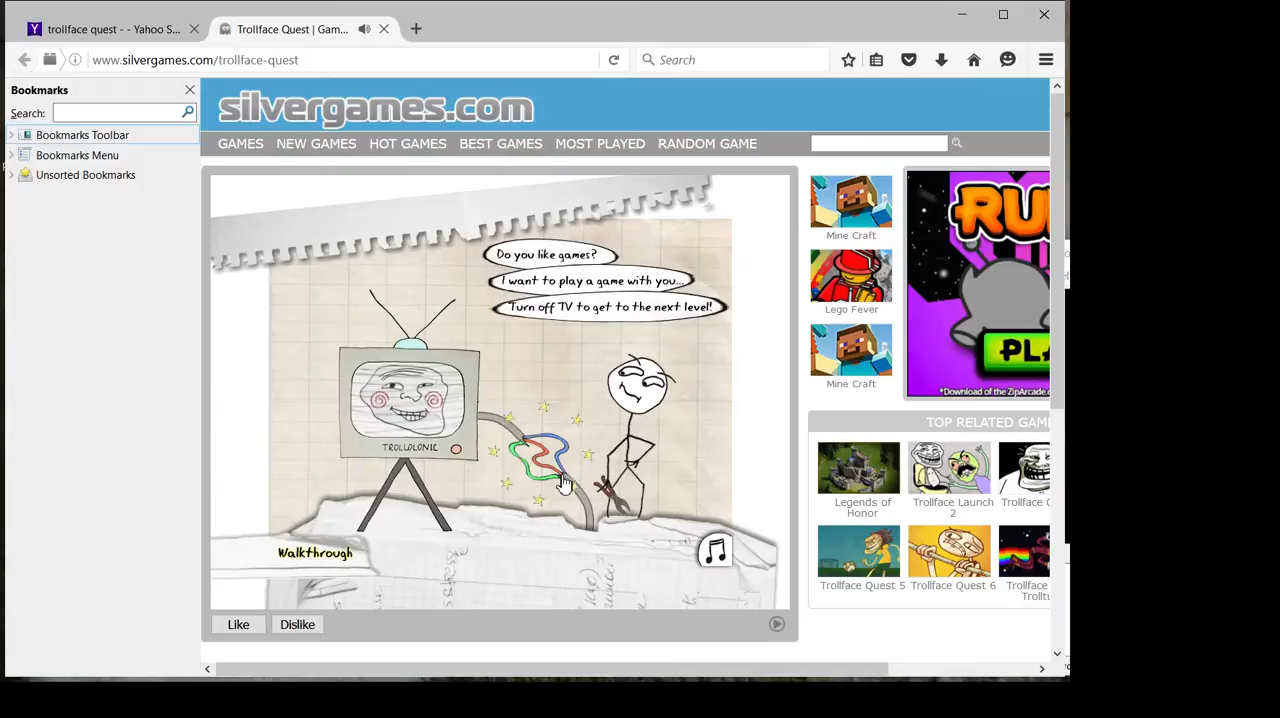 trollface quest - - Yahoo S...
Trollface Quest | Gam...
www.silvergames.com/trollface-quest
Search
Bookmarks
Search:
Bookmarks Toolbar
Bookmarks Menu
Unsorted Bookmarks
silvergames.com
GAMES NEW GAMES HOT GAMES BEST GAMES MOST PLAYED RANDOM GAME
Do you like games?
I want to play a game with you...
Turn off TV to get to the next level!
TROLLOLONIC
Walkthrough
Like
Dislike
Mine Craft
Lego Fever
Mine Craft
RU
PLA
*Download of the ZipArcade.c
TOP RELATED GAM
Legends of Honor
Trollface Launch 2
Trollface
Trollface Quest 5
Trollface Quest 6
Trollface